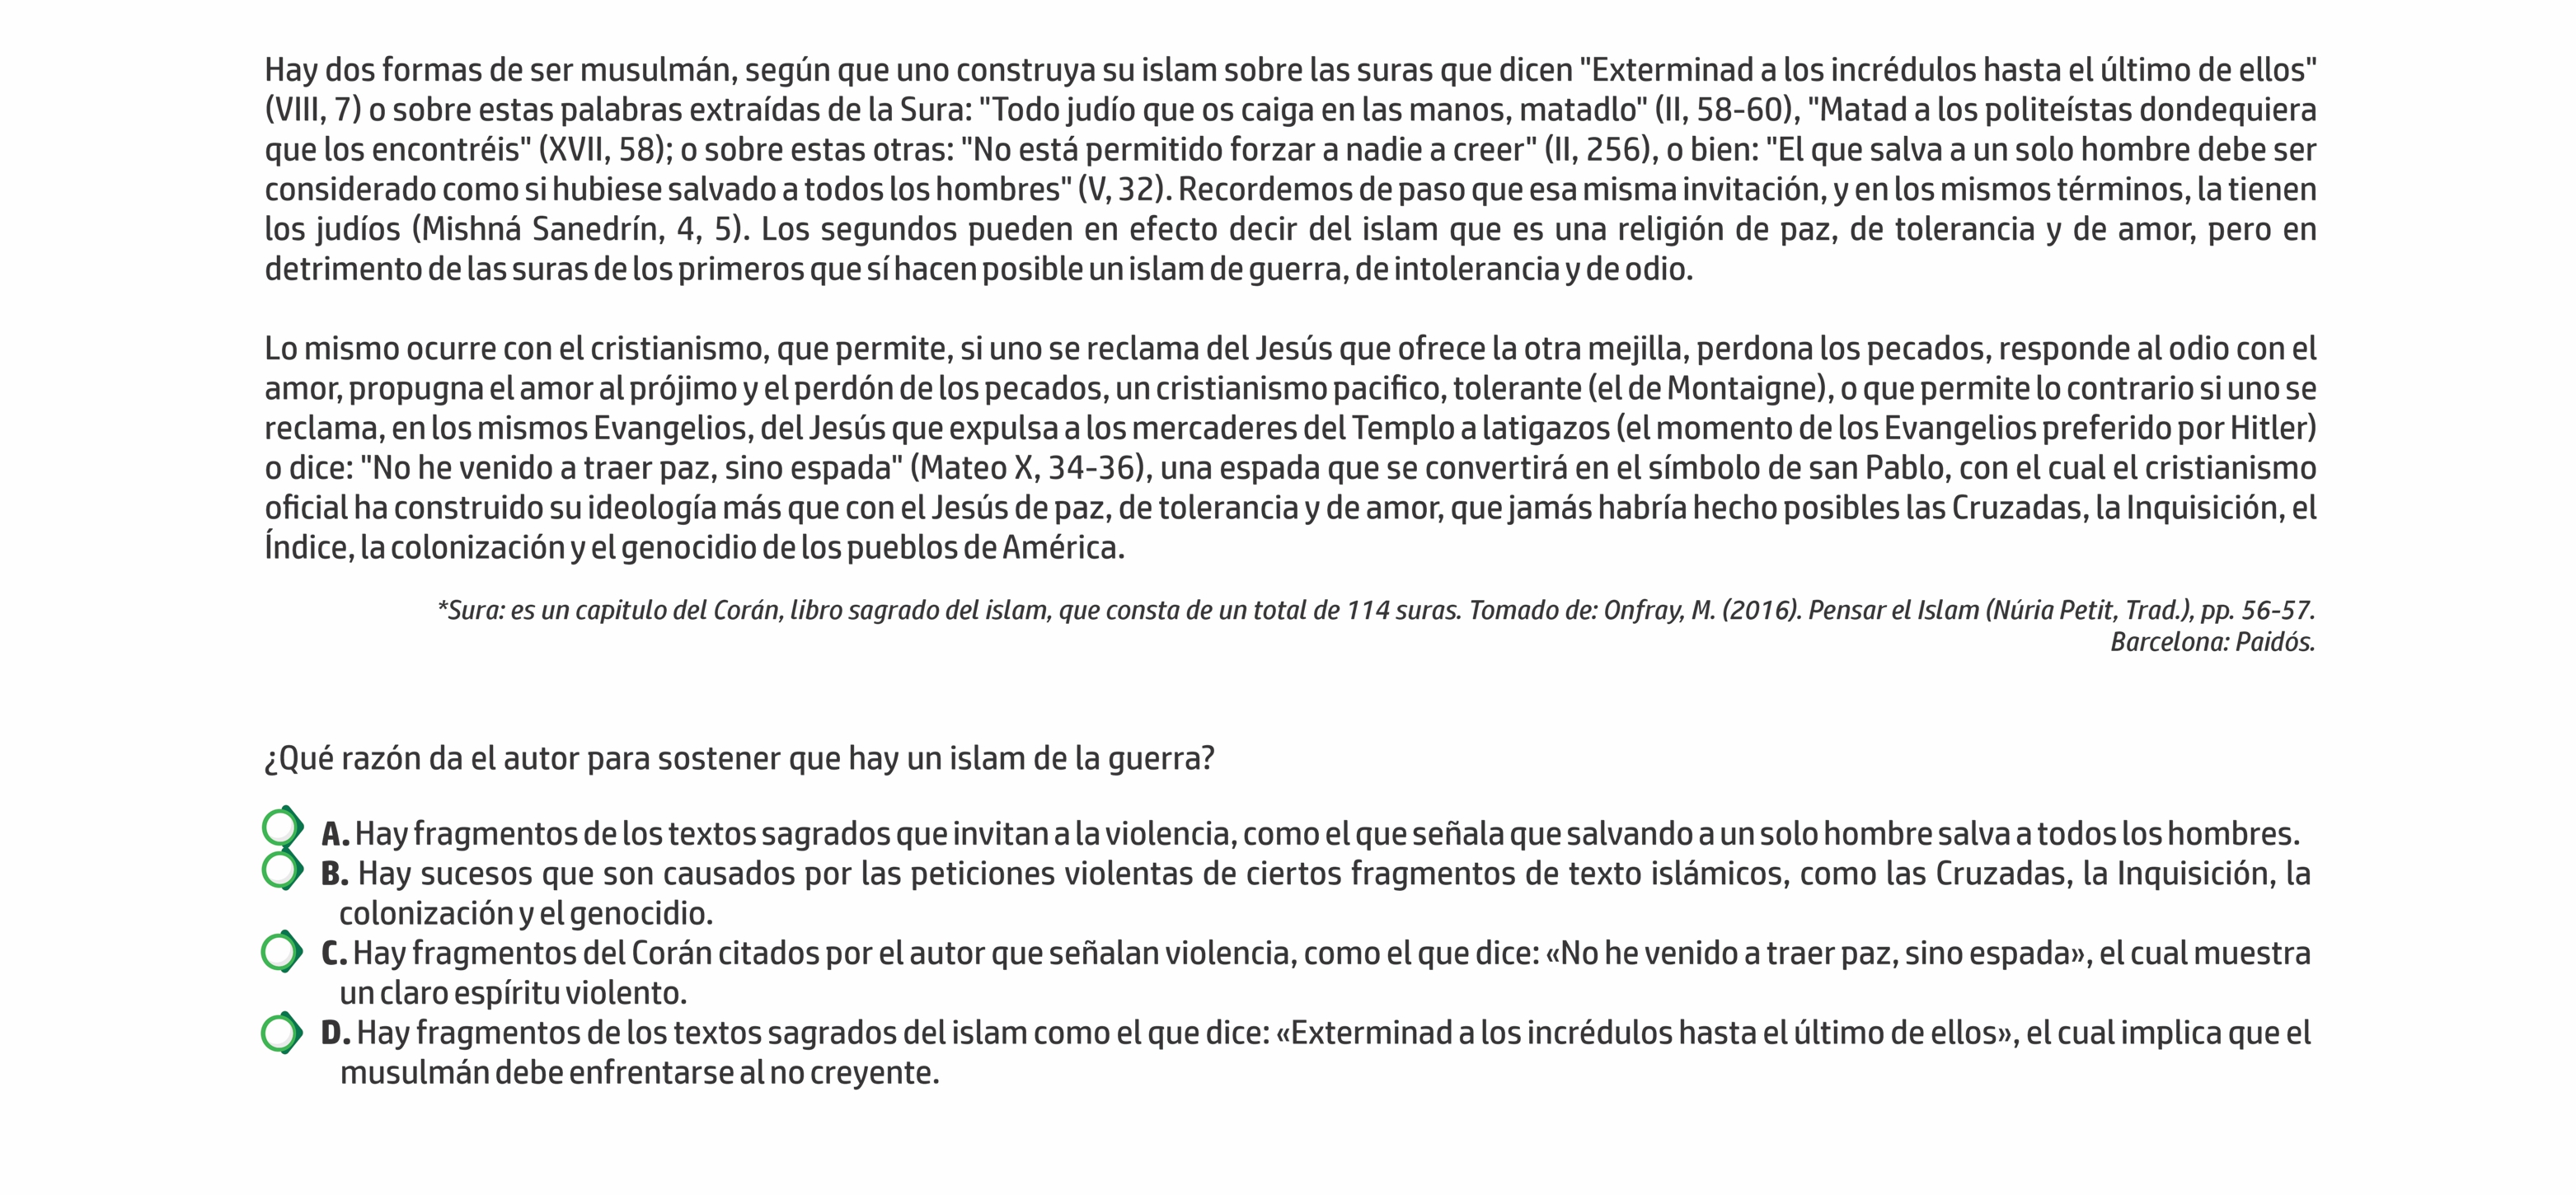 Hay dos formas de ser musulmán, según que uno construya su islam sobre las suras que dicen "Exterminad a los incrédulos hasta el último de ellos"
(VIII, 7) o sobre estas palabras extraídas de la Sura: "Todo judío que os caiga en las manos, matadlo" (II, 58-60), "Matad a los politeístas dondequiera
que los encontréis" (XVII, 58); o sobre estas otras: "No está permitido forzar a nadie a creer" (II, 256), o bien: "El que salva a un solo hombre debe ser
considerado como si hubiese salvado a todos los hombres" (V, 32). Recordemos de paso que esa misma invitación, y en los mismos términos, la tienen
los judíos (Mishná Sanedrín, 4, 5). Los segundos pueden en efecto decir del islam que es una religión de paz, de tolerancia y de amor, pero en
detrimento de las suras de los primeros que sí hacen posible un islam de guerra, de intolerancia y de odio.
Lo mismo ocurre con el cristianismo, que permite, si uno se reclama del Jesús que ofrece la otra mejilla, perdona los pecados, responde al odio con el
amor, propugna el amor al prójimo y el perdón de los pecados, un cristianismo pacifico, tolerante (el de Montaigne), o que permite lo contrario si uno se
reclama, en los mismos Evangelios, del Jesús que expulsa a los mercaderes del Templo a latigazos (el momento de los Evangelios preferido por Hitler)
o dice: "No he venido a traer paz, sino espada" (Mateo X, 34-36), una espada que se convertirá en el símbolo de san Pablo, con el cual el cristianismo
oficial ha construido su ideología más que con el Jesús de paz, de tolerancia y de amor, que jamás habría hecho posibles las Cruzadas, la Inquisición, el
Índice, la colonización y el genocidio de los pueblos de América.
*Sura: es un capitulo del Corán, libro sagrado del islam, que consta de un total de 114 suras. Tomado de: Onfray, M. (2016). Pensar el Islam (Núria Petit, Trad.), pp. 56-57.
Barcelona: Paidós.
¿Qué razón da el autor para sostener que hay un islam de la guerra?
A. Hay fragmentos de los textos sagrados que invitan a la violencia, como el que señala que salvando a un solo hombre salva a todos los hombres.
B. Hay sucesos que son causados por las peticiones violentas de ciertos fragmentos de texto islámicos, como las Cruzadas, la Inquisición, la
colonización y el genocidio.
C. Hay fragmentos del Corán citados por el autor que señalan violencia, como el que dice: «No he venido a traer paz, sino espada», el cual muestra
un claro espíritu violento.
D. Hay fragmentos de los textos sagrados del islam como el que dice: «Exterminad a los incrédulos hasta el último de ellos», el cual implica que el
musulmán debe enfrentarse al no creyente.